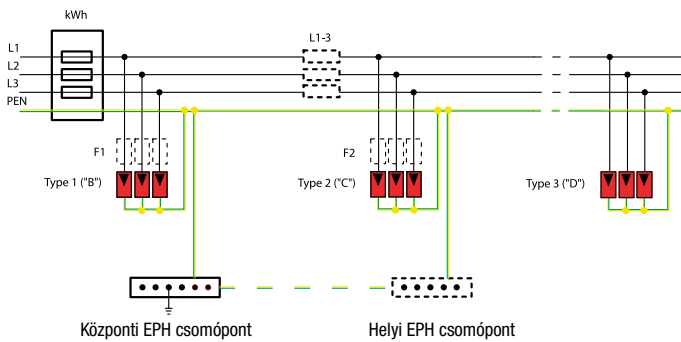 kWh
L1
L2
L3
PEN
L1-3
F1
F2
Type 1 ("B")
Type 2 ("C")
Type 3 ("D")
Központi EPH csomópont
Helyi EPH csomópont